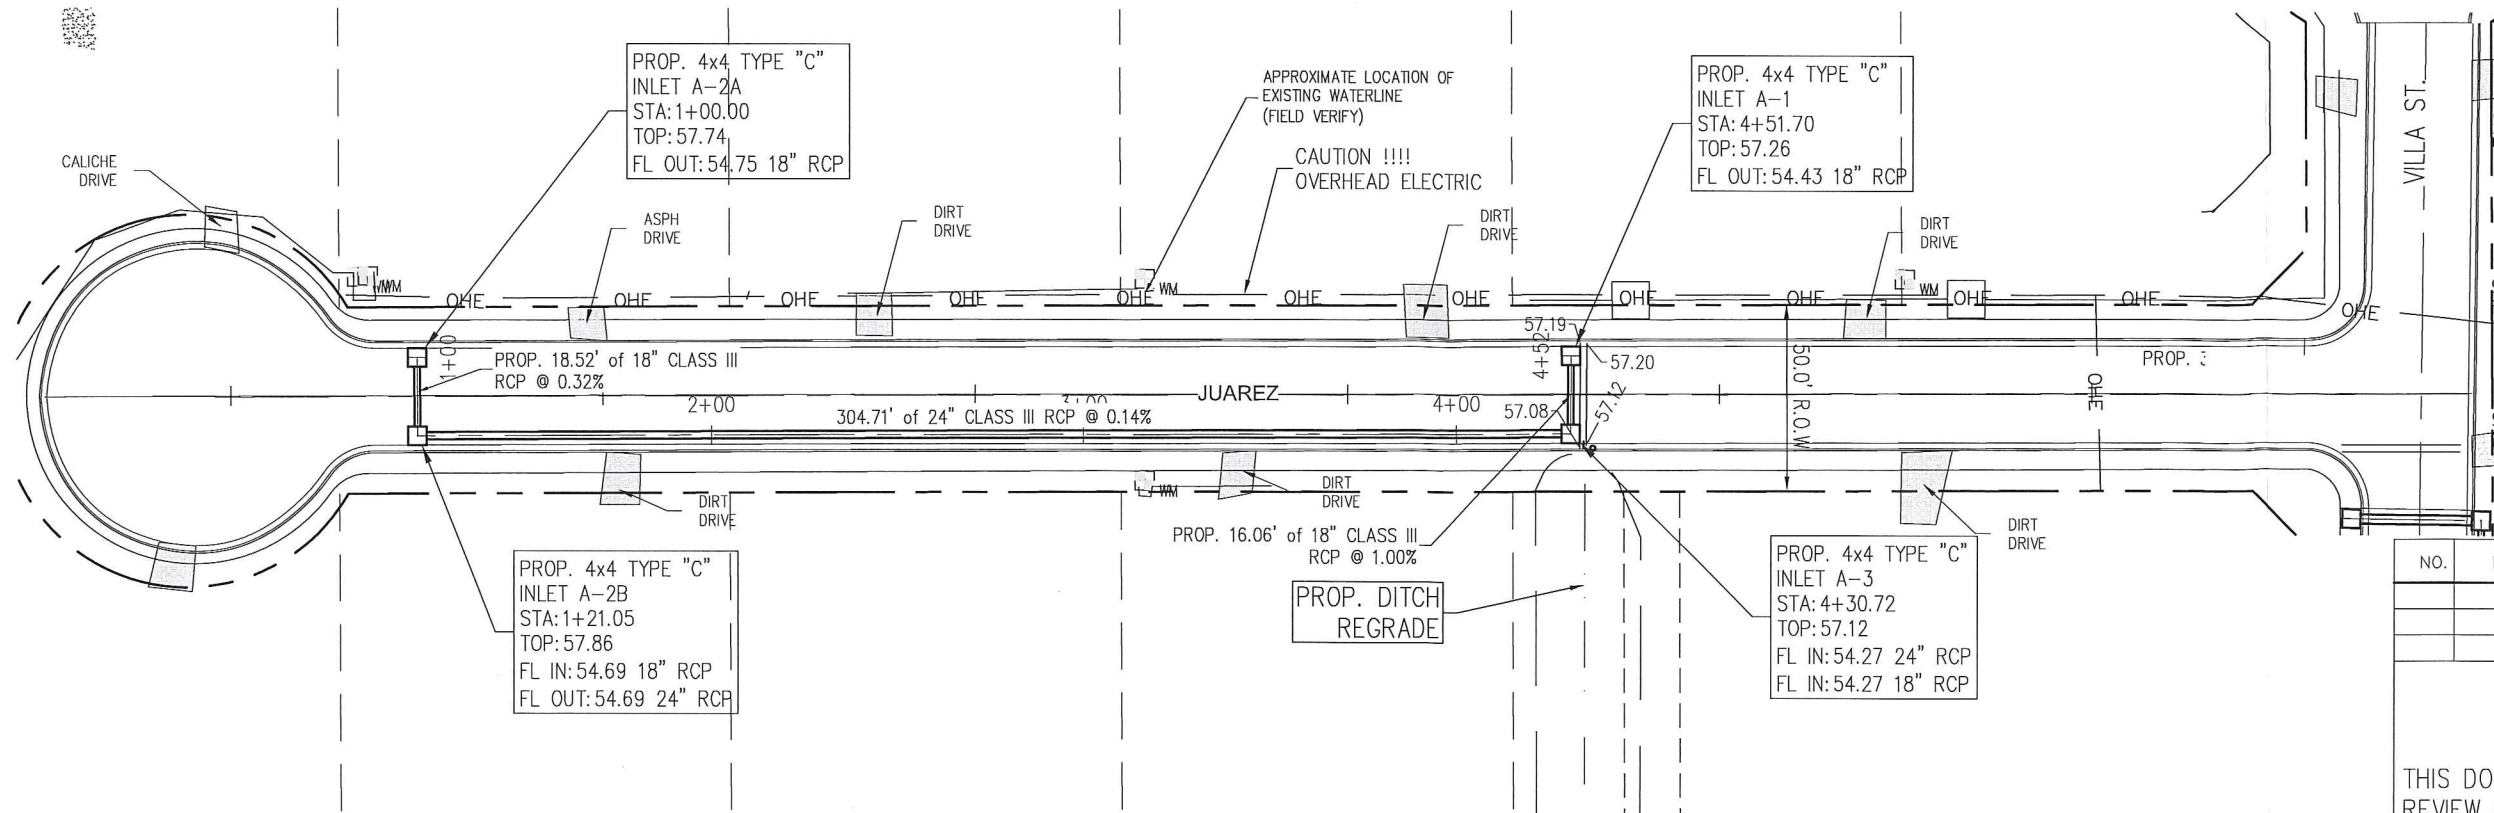 PROP. 4x4 TYPE "C"
INLET A-2A
STA:1+00.00
TOP:57.74
FL OUT:54.75 18" RCP
APPROXIMATE LOCATION OF
EXISTING WATERLINE
(FIELD VERIFY)
CAUTION !!!!
OVERHEAD ELECTRIC
PROP. 4x4 TYPE "C"
INLET A-1
STA:4+51.70
TOP:57.26
FL OUT:54.43 18" RCP
VILLA ST.
CALICHE
DRIVE
ASPH
DRIVE
DIRT
DRIVE
DIRT
DRIVE
DIRT
DRIVE
WM
WM
WM
OHE
OHE
OHE
OHE
OHE
OHE
OHE
OHE
OHE
OHE
OHE
OHE
OHE
1+00
PROP. 18.52' of 18" CLASS III
RCP @ 0.32%
57.19
4+52
57.20
50.0' R.O.W
PROP.
2+00
JUAREZ
4+00
57.08
57.12
304.71' of 24" CLASS III RCP @ 0.14%
DIRT
DRIVE
WM
DIRT
DRIVE
PROP. 16.06' of 18" CLASS III
RCP @ 1.00%
DIRT
DRIVE
PROP. 4x4 TYPE "C"
INLET A-2B
STA:1+21.05
TOP:57.86
FL IN:54.69 18" RCP
FL OUT:54.69 24" RCP
PROP. DITCH
REGRADE
PROP. 4x4 TYPE "C"
INLET A-3
STA:4+30.72
TOP:57.12
FL IN:54.27 24" RCP
FL IN:54.27 18" RCP
NO.
THIS DO
REVIEW